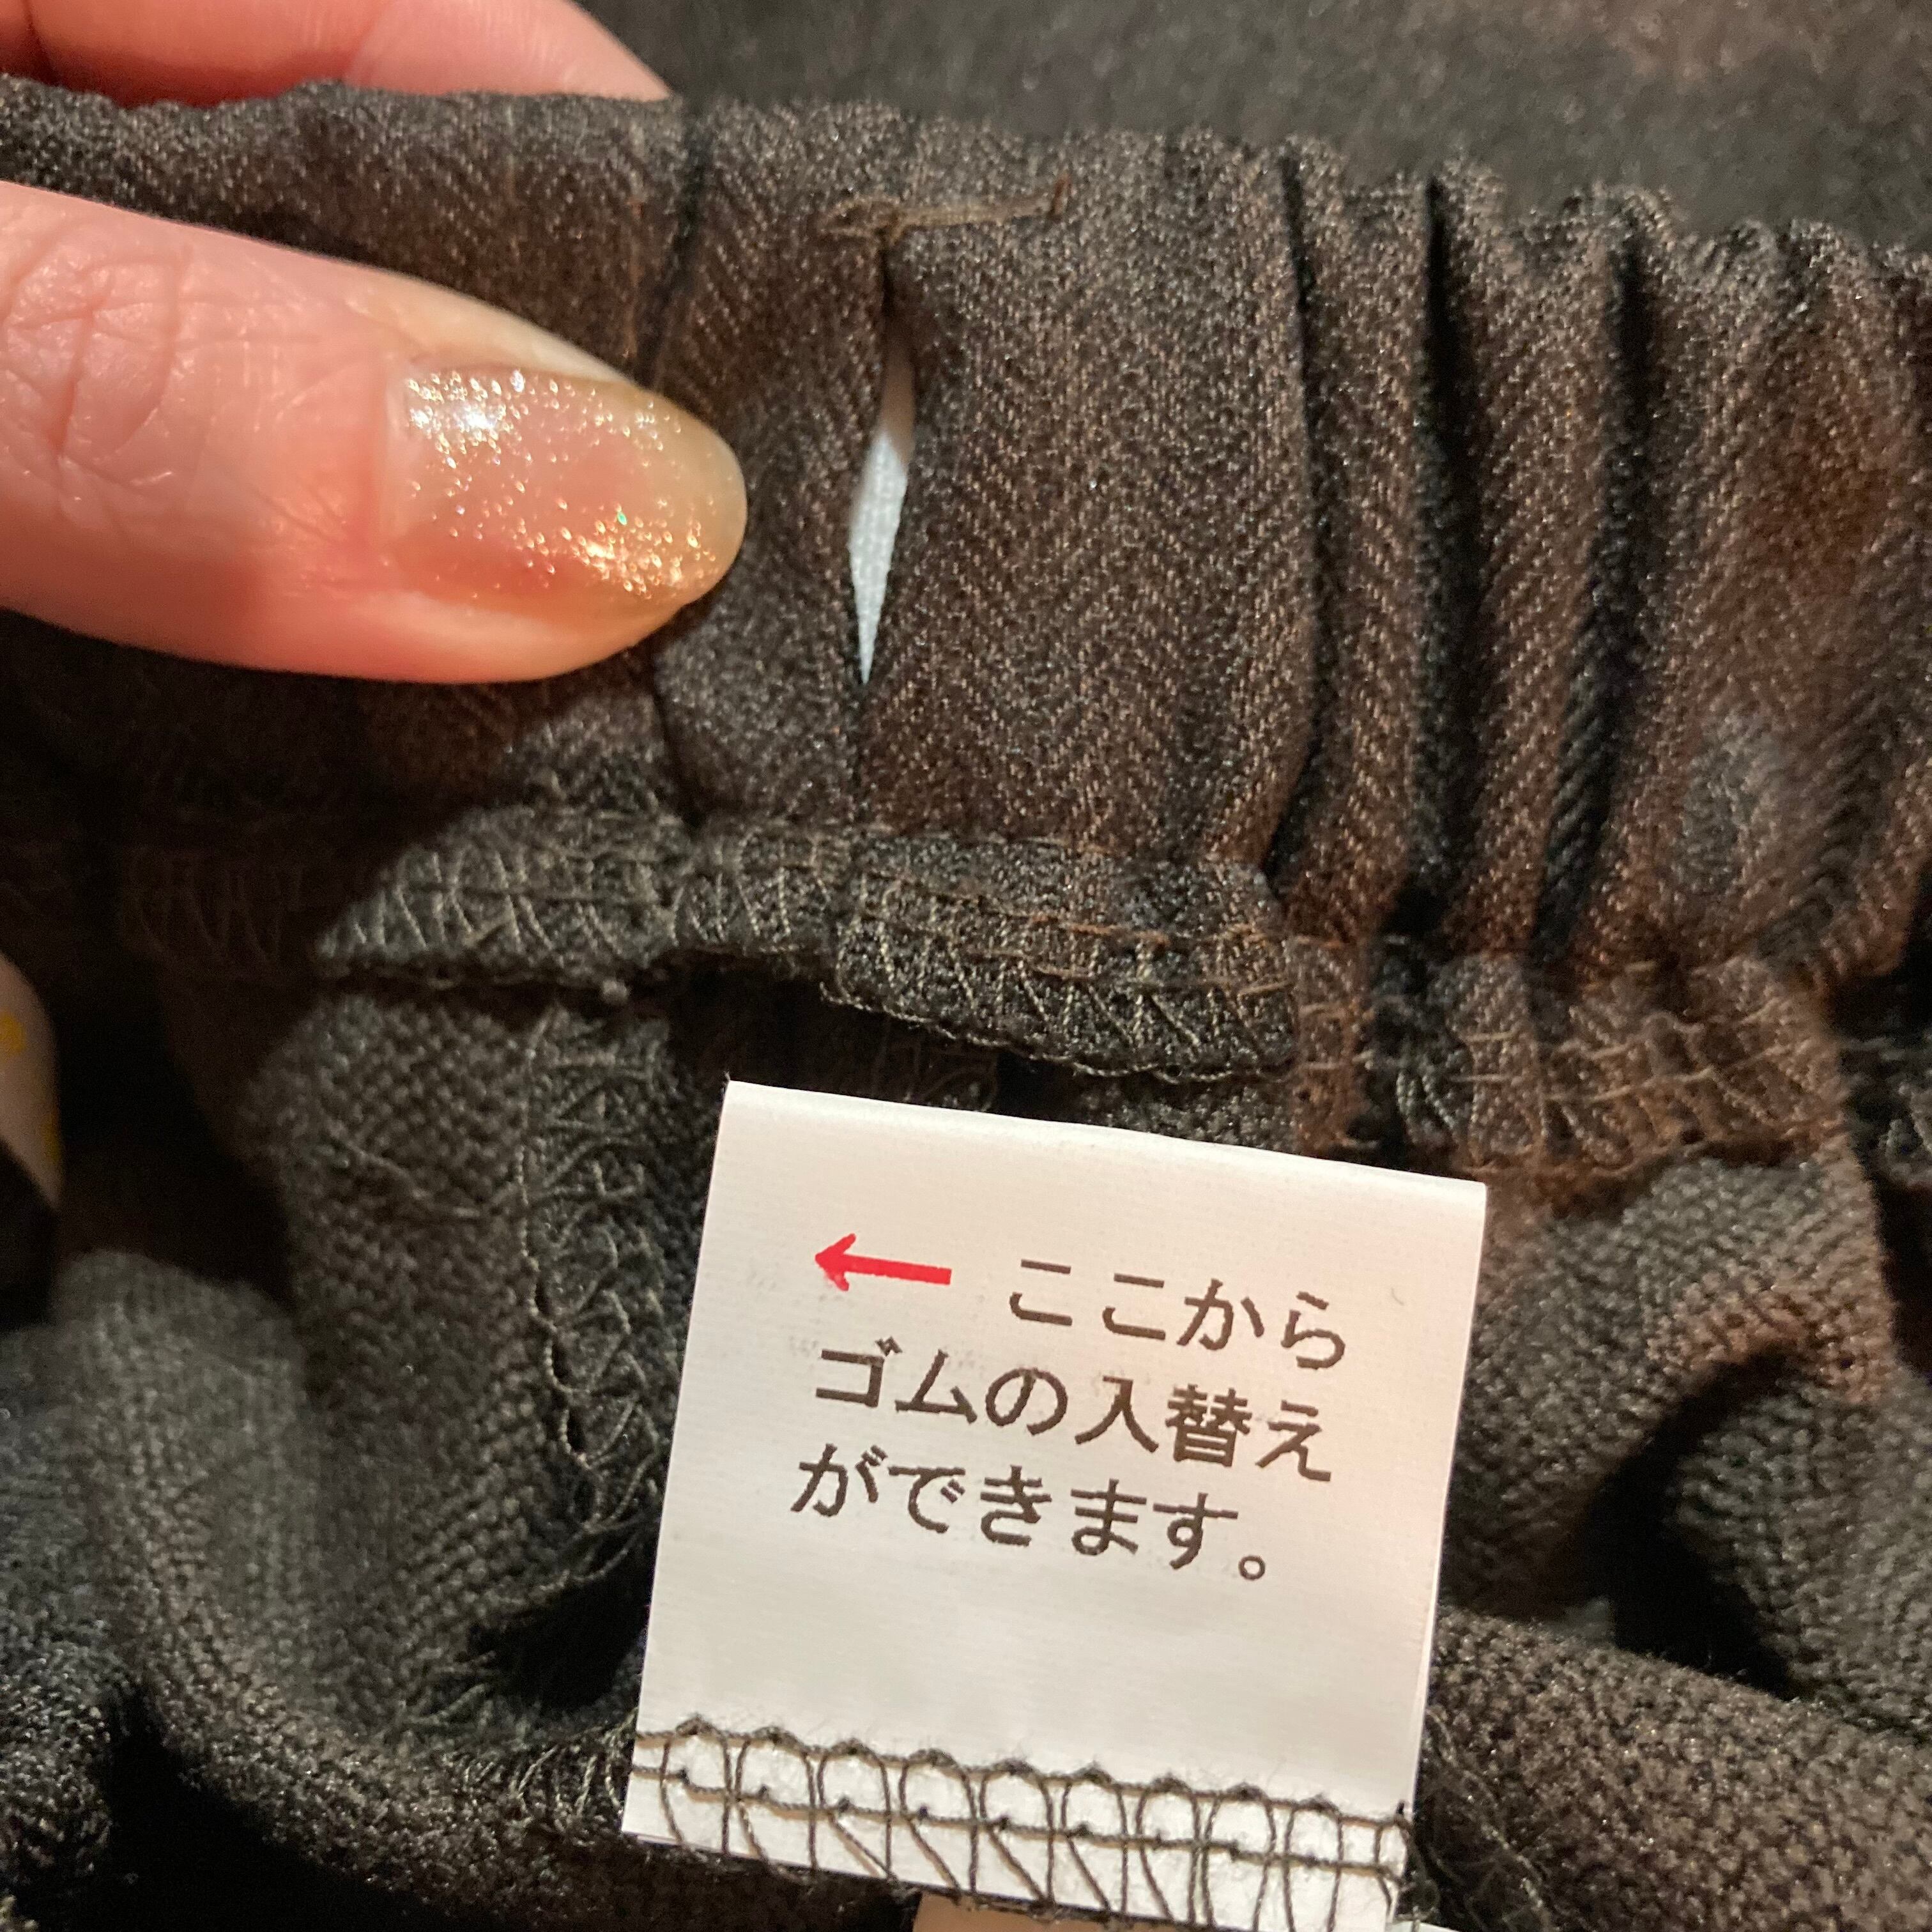 ← ここから
ゴムの入替え
ができます。